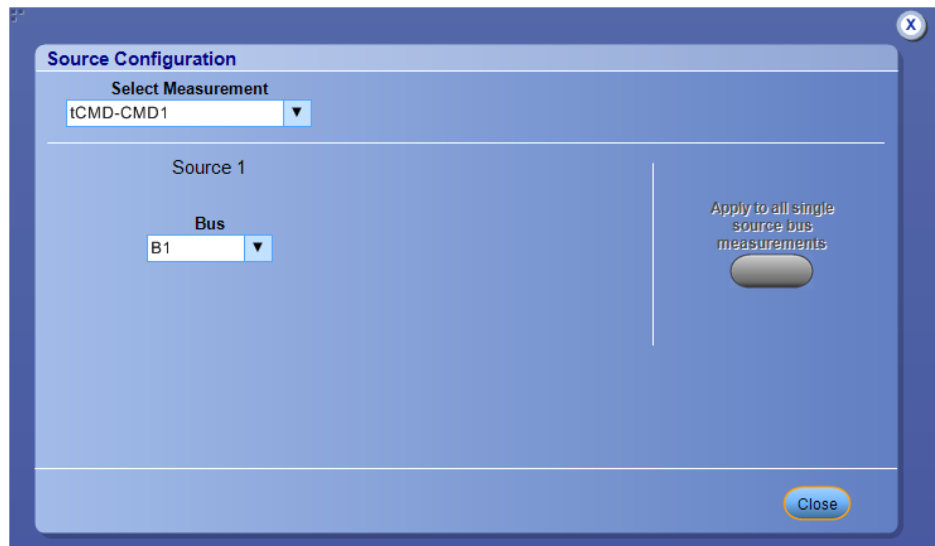 X
Source Configuration
Select Measurement
tCMD-CMD1
Source 1
Bus
B1
Apply to all single
source bus
measurements
Close